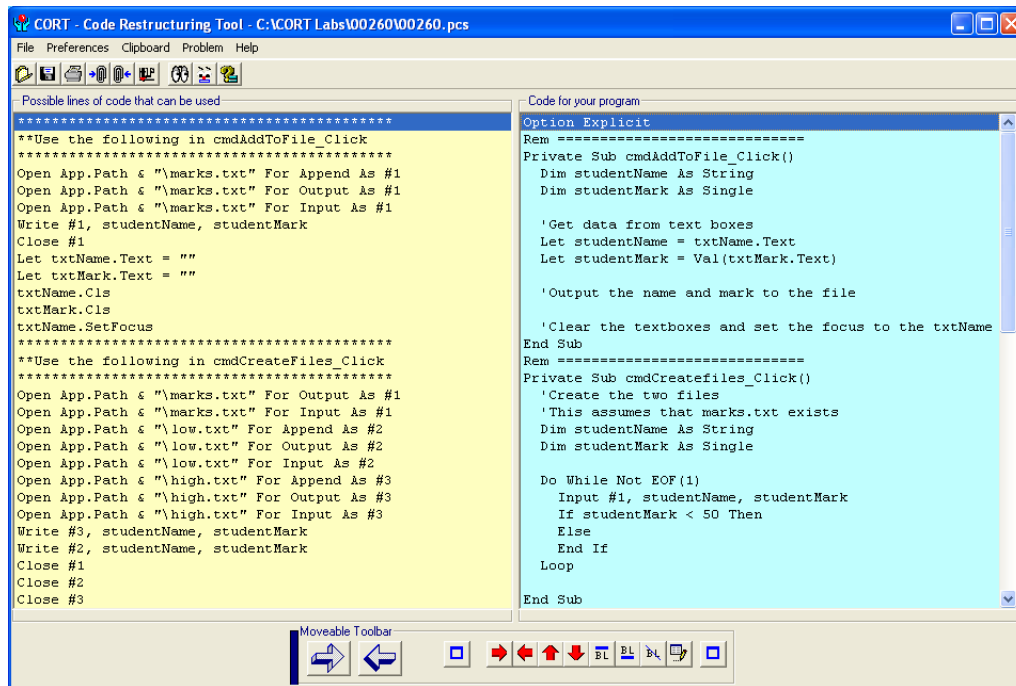 CORT - Code Restructuring Tool - C:\CORT Labs\00260\00260.pcs
File Preferences Clipboard Problem Help
Possible lines of code that can be used
********************************************
**Use the following in cmdAddToFile_Click
********************************************
Open App.Path & "\marks.txt" For Append As #1
Open App.Path & "\marks.txt" For Output As #1
Open App.Path & "\marks.txt" For Input As #1
Write #1, studentName, studentMark
Close #1
Let txtName.Text = ""
Let txtMark.Text = ""
txtName.Cls
txtMark.Cls
txtName.SetFocus
********************************************
**Use the following in cmdCreateFiles_Click
********************************************
Open App.Path & "\marks.txt" For Output As #1
Open App.Path & "\marks.txt" For Input As #1
Open App.Path & "\low.txt" For Append As #2
Open App.Path & "\low.txt" For Output As #2
Open App.Path & "\low.txt" For Input As #2
Open App.Path & "\high.txt" For Append As #3
Open App.Path & "\high.txt" For Output As #3
Open App.Path & "\high.txt" For Input As #3
Write #3, studentName, studentMark
Write #2, studentName, studentMark
Close #1
Close #2
Close #3
Code for your program
Option Explicit
Rem =============================
Private Sub cmdAddToFile_Click()
Dim studentName As String
Dim studentMark As Single
'Get data from text boxes
Let studentName = txtName.Text
Let studentMark = Val(txtMark.Text)
'Output the name and mark to the file
'Clear the textboxes and set the focus to the txtName
End Sub
Rem =============================
Private Sub cmdCreatefiles_Click()
'Create the two files
'This assumes that marks.txt exists
Dim studentName As String
Dim studentMark As Single
Do While Not EOF(1)
Input #1, studentName, studentMark
If studentMark < 50 Then
Else
End If
Loop
End Sub
Moveable Toolbar
BL
BL
BL